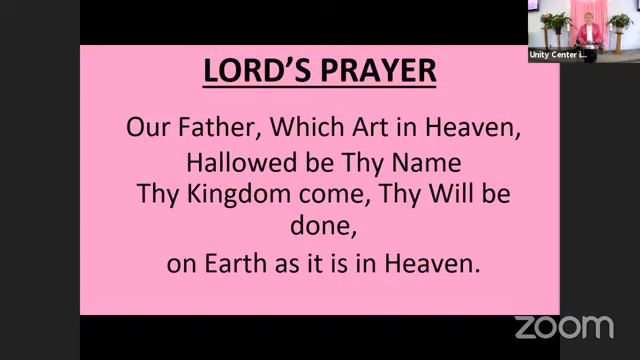 LORD'S PRAYER
Our Father, Which Art in Heaven,
Hallowed be Thy Name
Thy Kingdom come, Thy Will be
done,
on Earth as it is in Heaven.
Unity Center i...
zoom